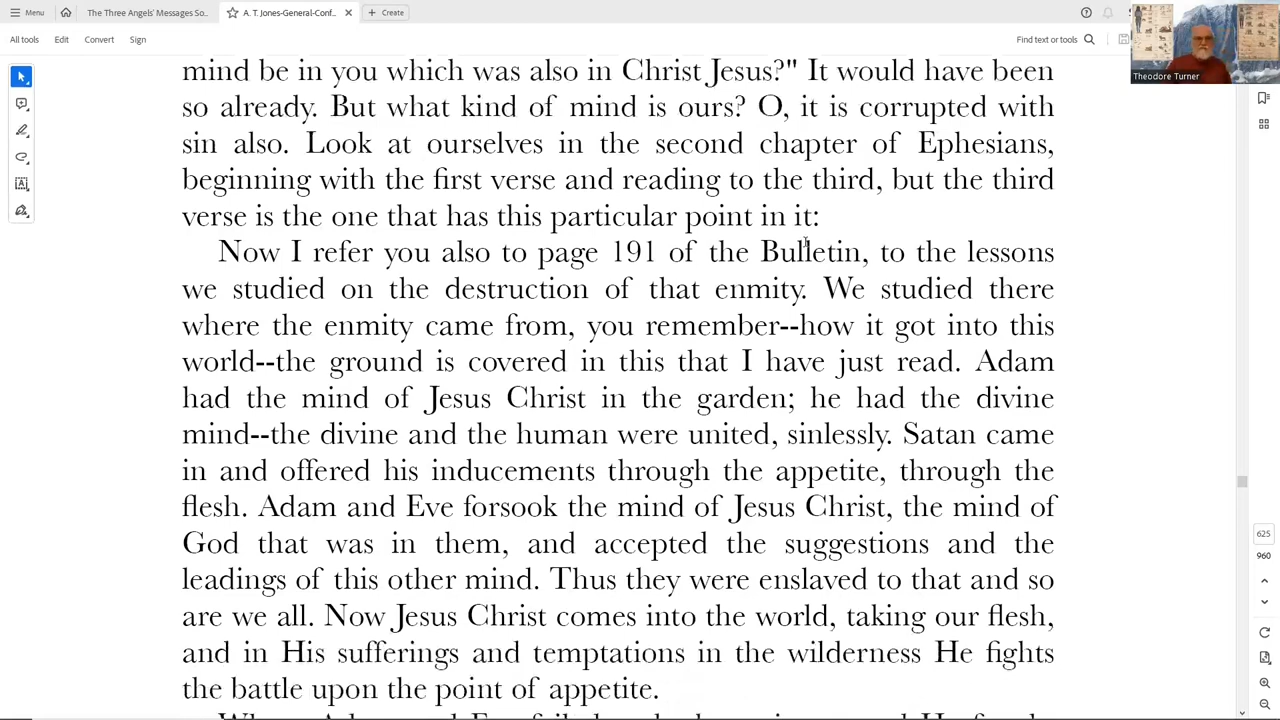 Menu
The Three Angels' Messages So...
A. T. Jones-General-Conf...
Create
All tools Edit Convert Sign
Find text or tools
Theodore Turner
mind be in you which was also in Christ Jesus?" It would have been
so already. But what kind of mind is ours? O, it is corrupted with
sin also. Look at ourselves in the second chapter of Ephesians,
beginning with the first verse and reading to the third, but the third
verse is the one that has this particular point in it:
Now I refer you also to page 191 of the Bulletin, to the lessons
we studied on the destruction of that enmity. We studied there
where the enmity came from, you remember--how it got into this
world--the ground is covered in this that I have just read. Adam
had the mind of Jesus Christ in the garden; he had the divine
mind--the divine and the human were united, sinlessly. Satan came
in and offered his inducements through the appetite, through the
flesh. Adam and Eve forsook the mind of Jesus Christ, the mind of
God that was in them, and accepted the suggestions and the
leadings of this other mind. Thus they were enslaved to that and so
are we all. Now Jesus Christ comes into the world, taking our flesh,
and in His sufferings and temptations in the wilderness He fights
the battle upon the point of appetite.
625
960